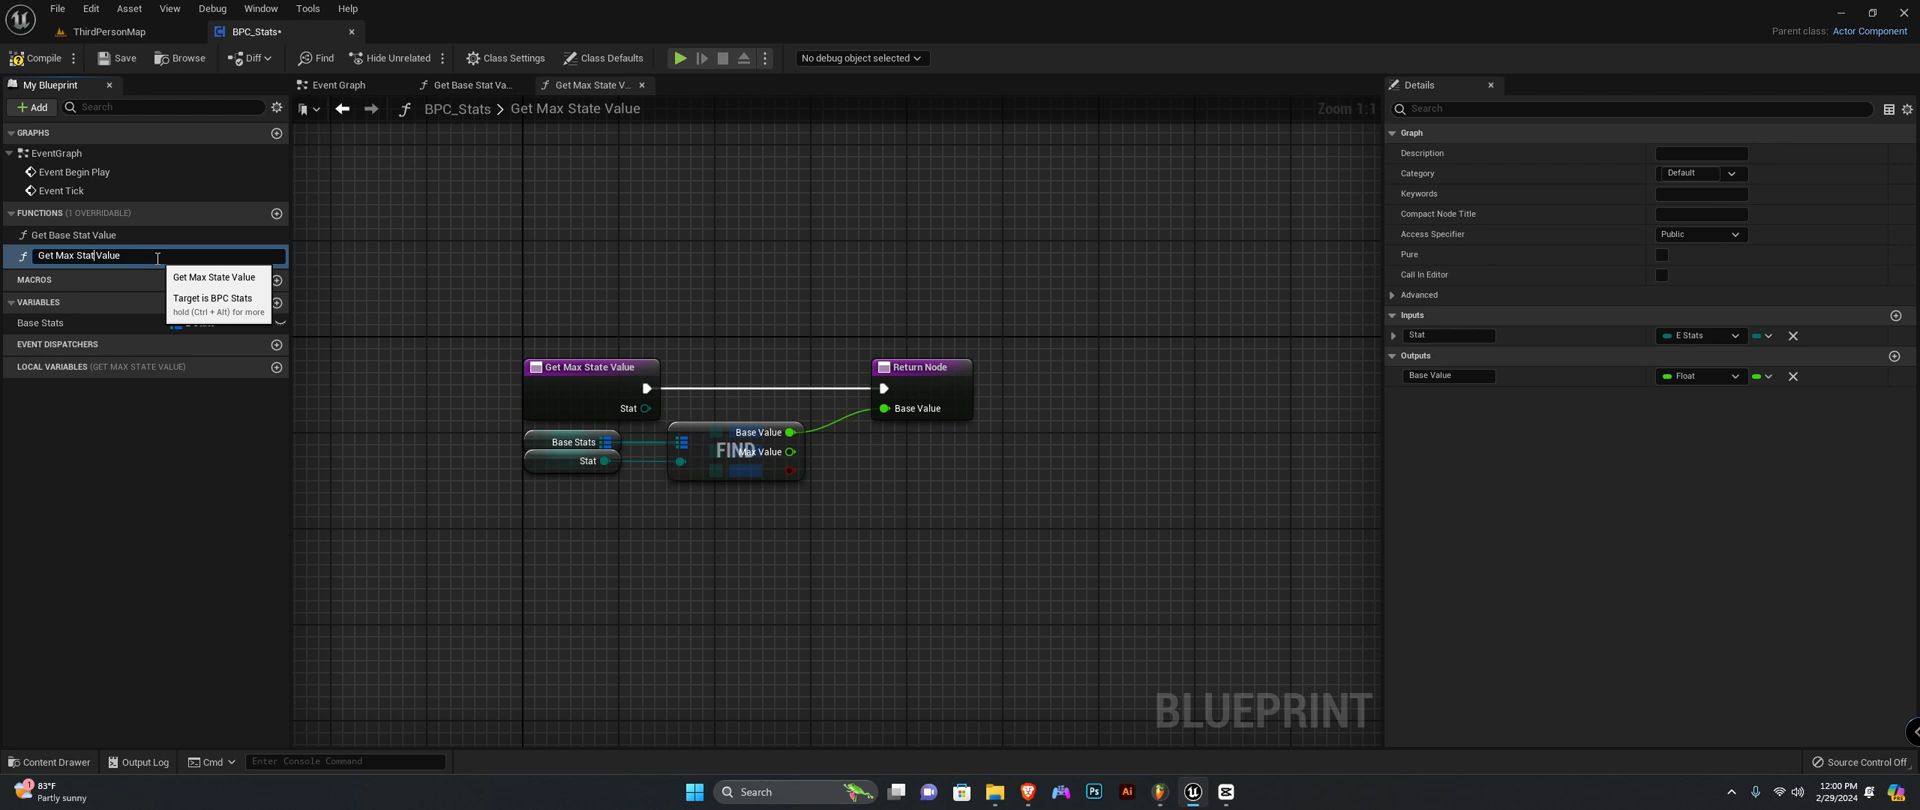 File Edit Asset View Debug Window Tools Help
ThirdPersonMap
BPC_Stats*
Parent class: Actor Component
Compile Save Browse Diff Find Hide Unrelated Class Settings Class Defaults No debug object selected
My Blueprint
Event Graph
Get Base Stat Va...
Get Max State V...
Details
Add Search
BPC_Stats > Get Max State Value
Zoom 1:1
Search
GRAPHS
EventGraph
Event Begin Play
Event Tick
FUNCTIONS (1 OVERRIDABLE)
Get Base Stat Value
Get Max Stat Value
Get Max State Value
Target is BPC Stats
hold (Ctrl + Alt) for more
MACROS
VARIABLES
Base Stats
EVENT DISPATCHERS
LOCAL VARIABLES (GET MAX STATE VALUE)
Get Max State Value
Stat
Return Node
Base Value
Base Stats
Stat
FIND
Base Value
Max Value
BLUEPRINT
Graph
Description
Category Default
Keywords
Compact Node Title
Access Specifier Public
Pure
Call In Editor
Advanced
Inputs
Stat E Stats
Outputs
Base Value Float
Content Drawer Output Log Cmd Enter Console Command
Source Control Off
1
83°F
Partly sunny
Search
Ps
Ai
12:00 PM
2/29/2024